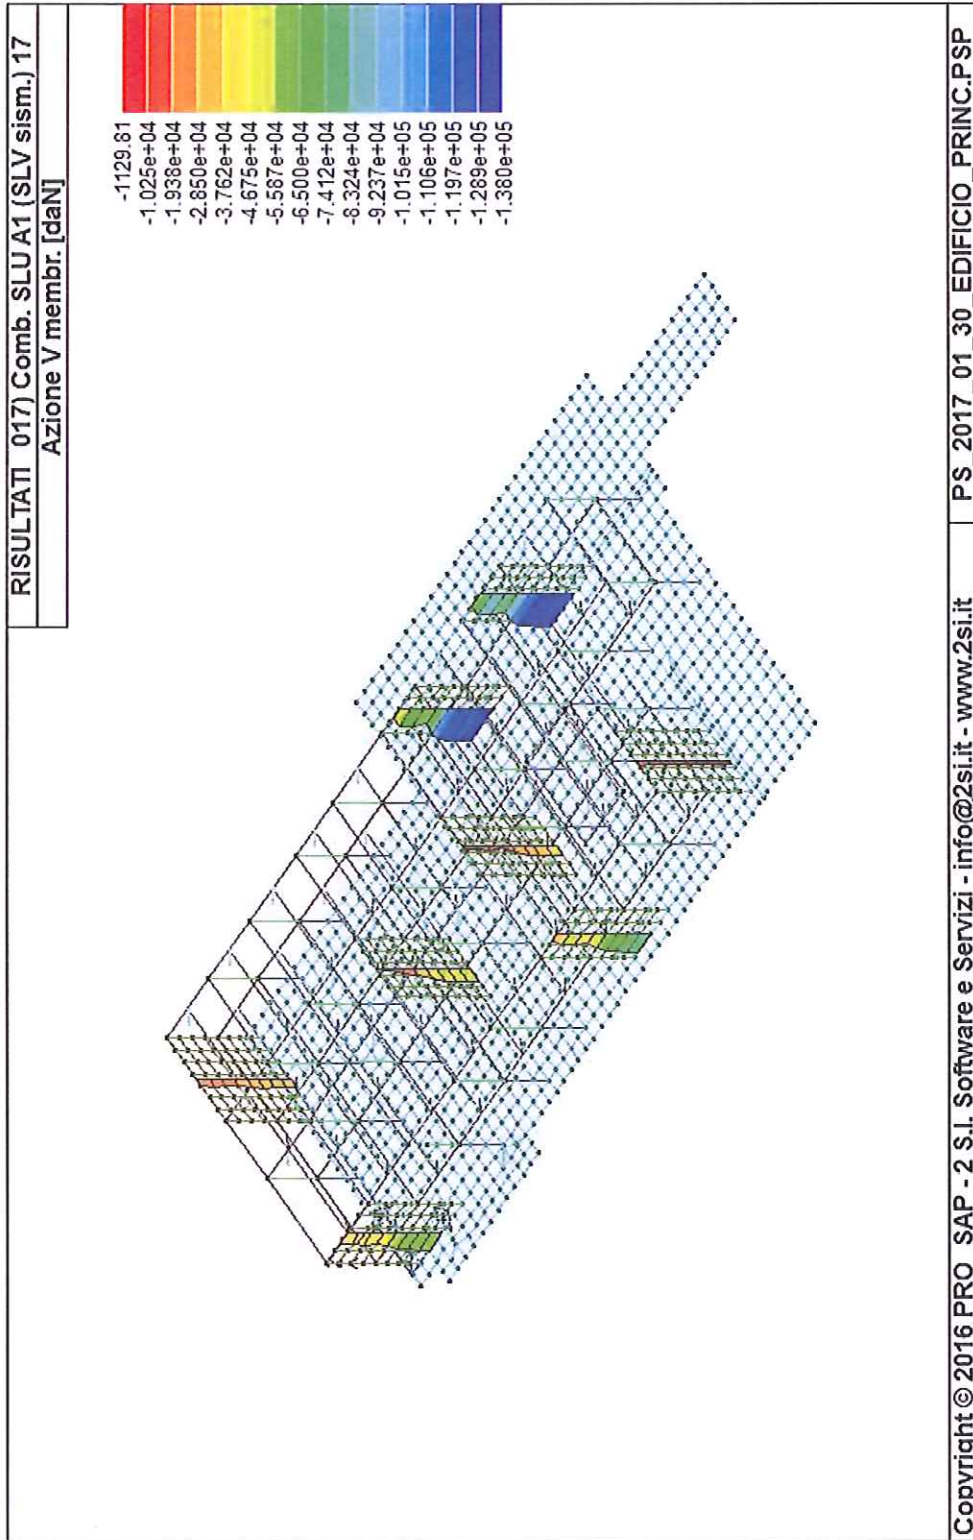 RISULTATI 017) Comb. SLU A1 (SLV sism.) 17
Azione V membr. [daN]
-1129.81
-1.025e+04
-1.938e+04
-2.850e+04
-3.762e+04
-4.675e+04
-5.587e+04
-6.500e+04
-7.412e+04
-8.324e+04
-9.237e+04
-1.015e+05
-1.106e+05
-1.197e+05
-1.289e+05
-1.380e+05
Copyright © 2016 PRO_SAP - 2 S.I. Software e Servizi - info@2si.it - www.2si.it
PS_2017_01_30_EDIFICIO_PRINC.PSP